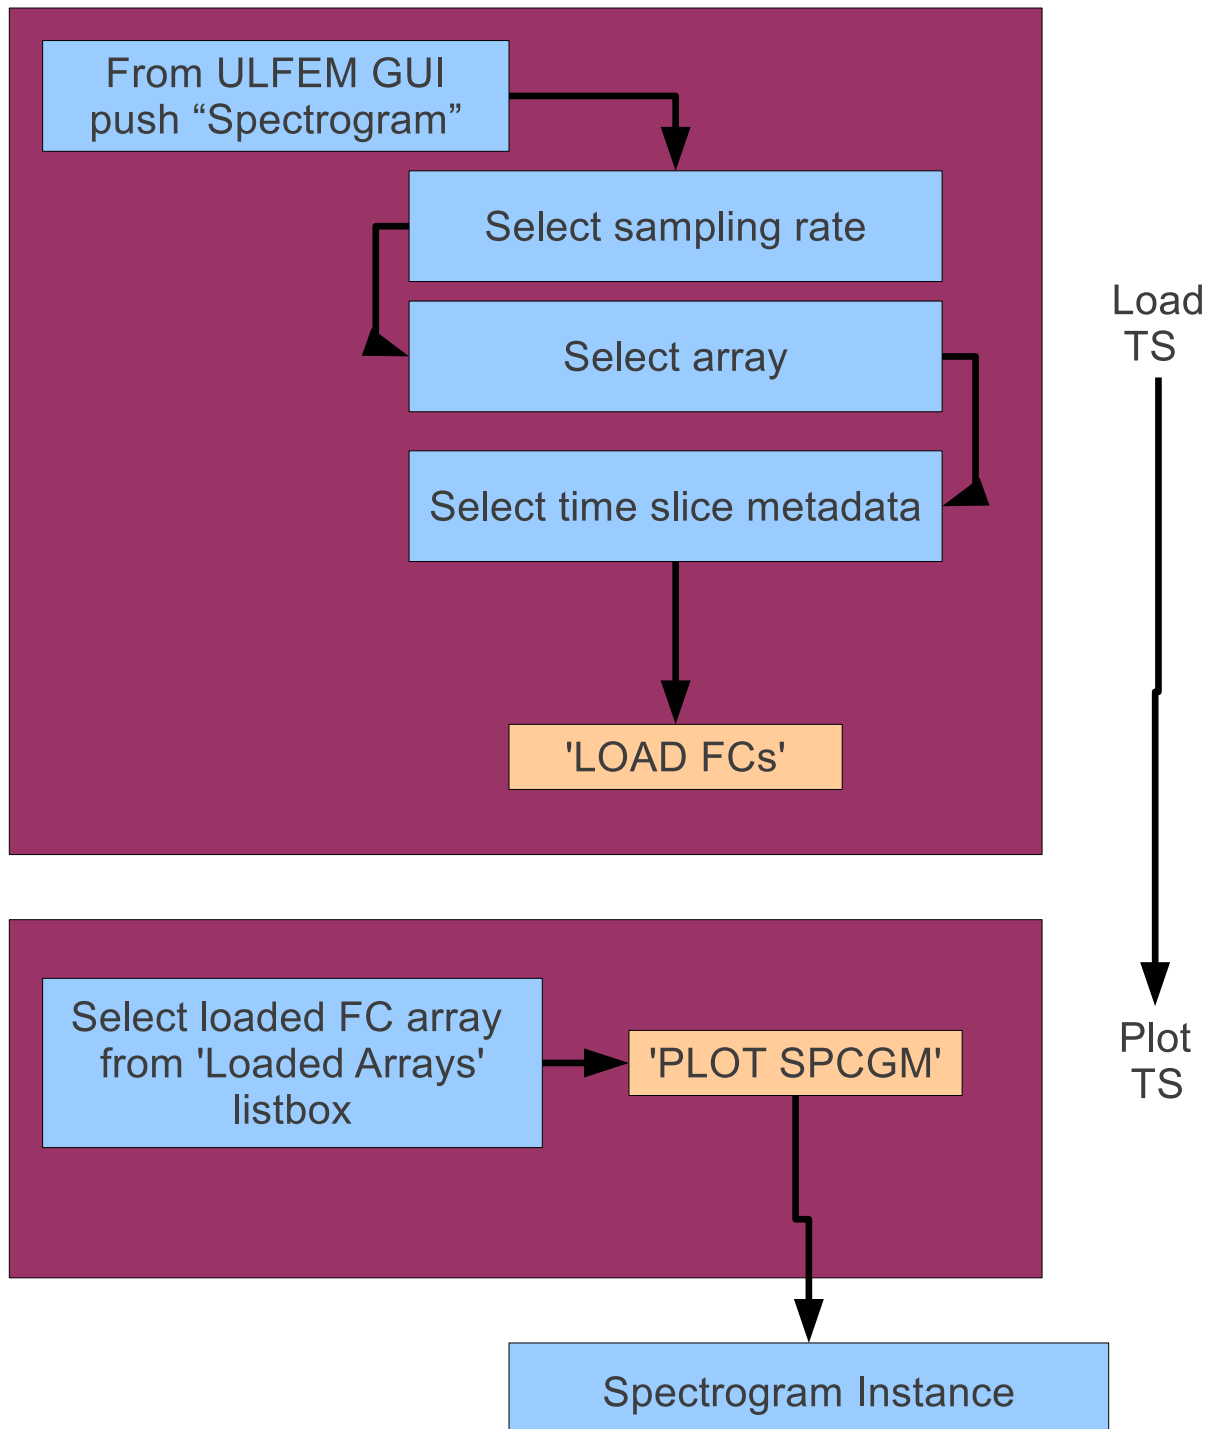 From ULFEM GUI
push “Spectrogram”
Select sampling rate
Select array
Select time slice metadata
'LOAD FCs'
Load
TS
Select loaded FC array
from 'Loaded Arrays'
listbox
'PLOT SPCGM'
Plot
TS
Spectrogram Instance